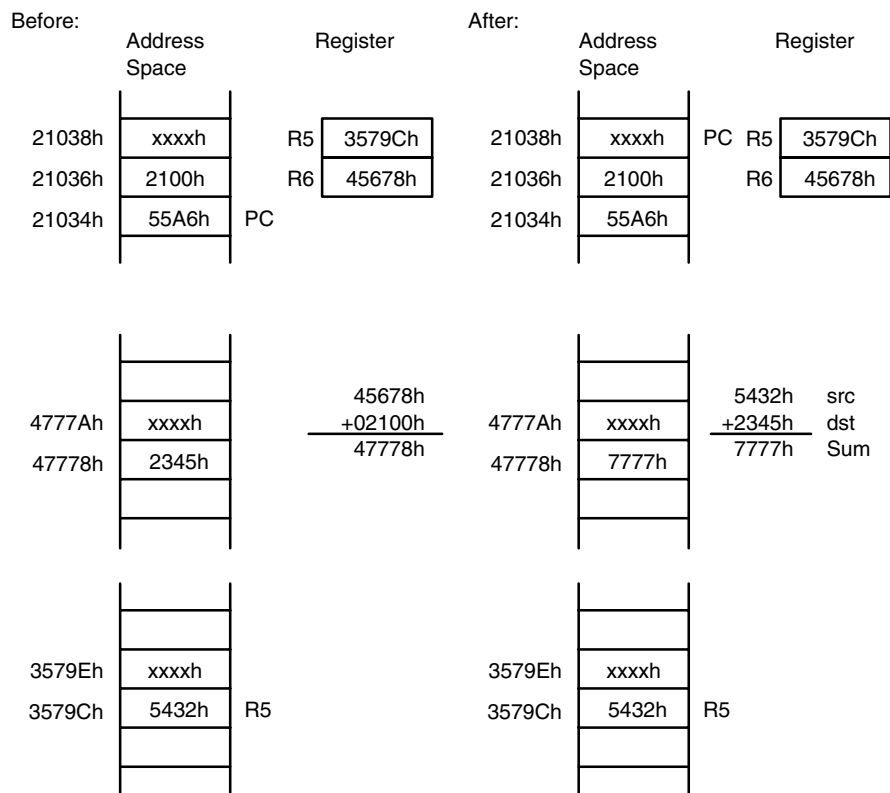 Before:
Address Space
Register
21038h xxxxh R5 3579Ch
21036h 2100h R6 45678h
21034h 55A6h PC
45678h
4777Ah xxxxh +02100h
47778h 2345h 47778h
3579Eh xxxxh
3579Ch 5432h R5
After:
Address Space
Register
21038h xxxxh PC R5 3579Ch
21036h 2100h R6 45678h
21034h 55A6h
5432h src
4777Ah xxxxh +2345h dst
47778h 7777h 7777h Sum
3579Eh xxxxh
3579Ch 5432h R5